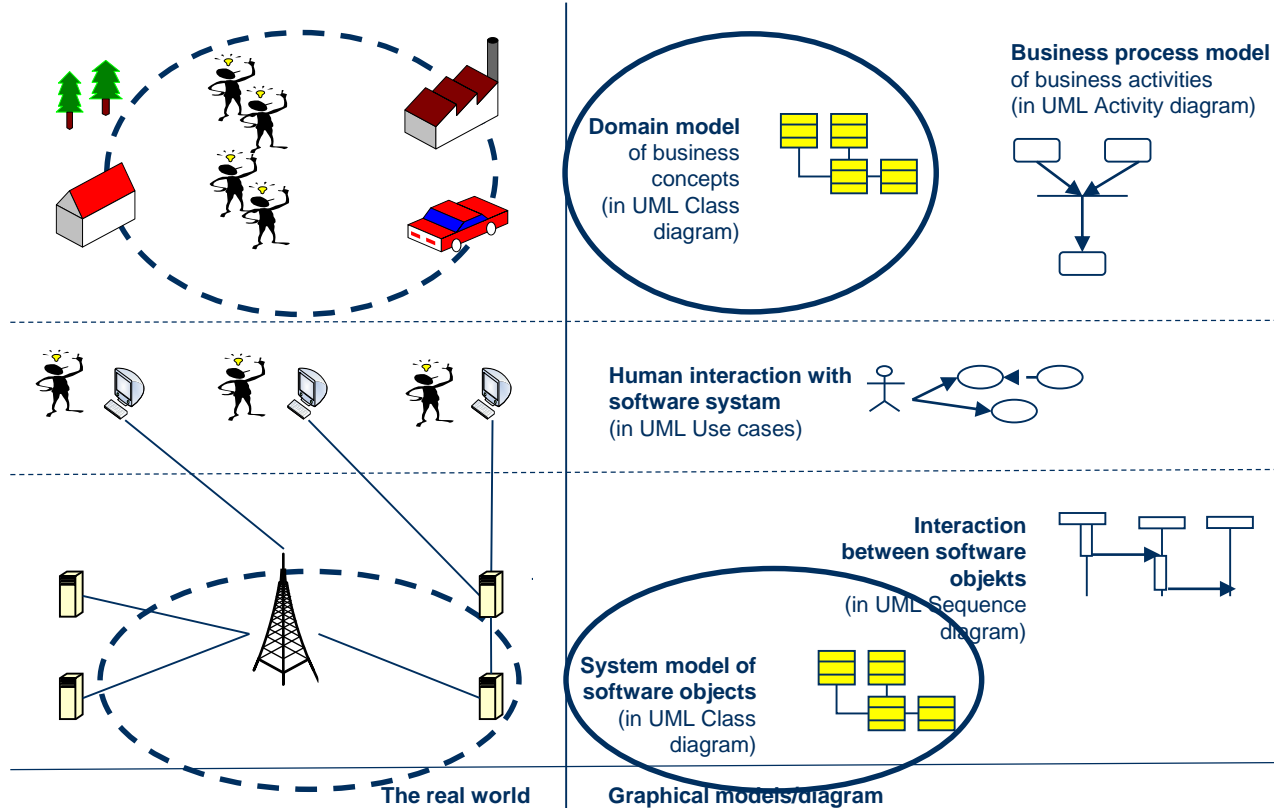 Business process model
of business activities
(in UML Activity diagram)
Domain model
of business
concepts
(in UML Class
diagram)
Human interaction with
software systam
(in UML Use cases)
Interaction
between software
objekts
(in UML Sequence
diagram)
System model of
software objects
(in UML Class
diagram)
The real world
Graphical models/diagram